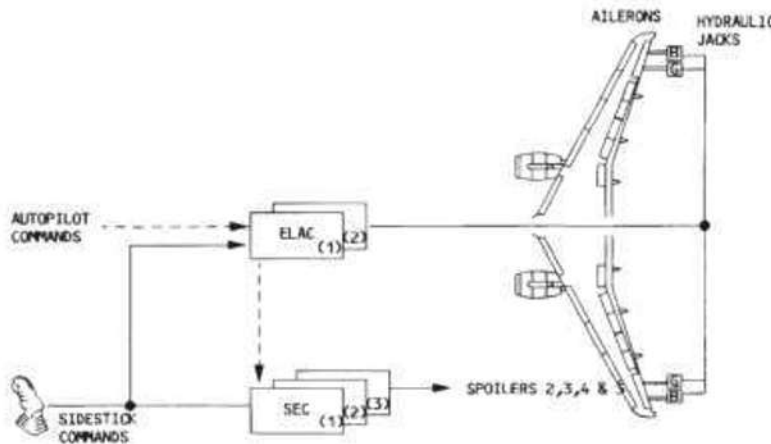 AILERONS
HYDRAULIC
JACKS
B
G
AUTOPILOT
COMMANDS
ELAC
(1)
(2)
SEC
(1)
(2)
(3)
SPOILERS 2,3,4 & 5
SIDESTICK
COMMANDS
G
B